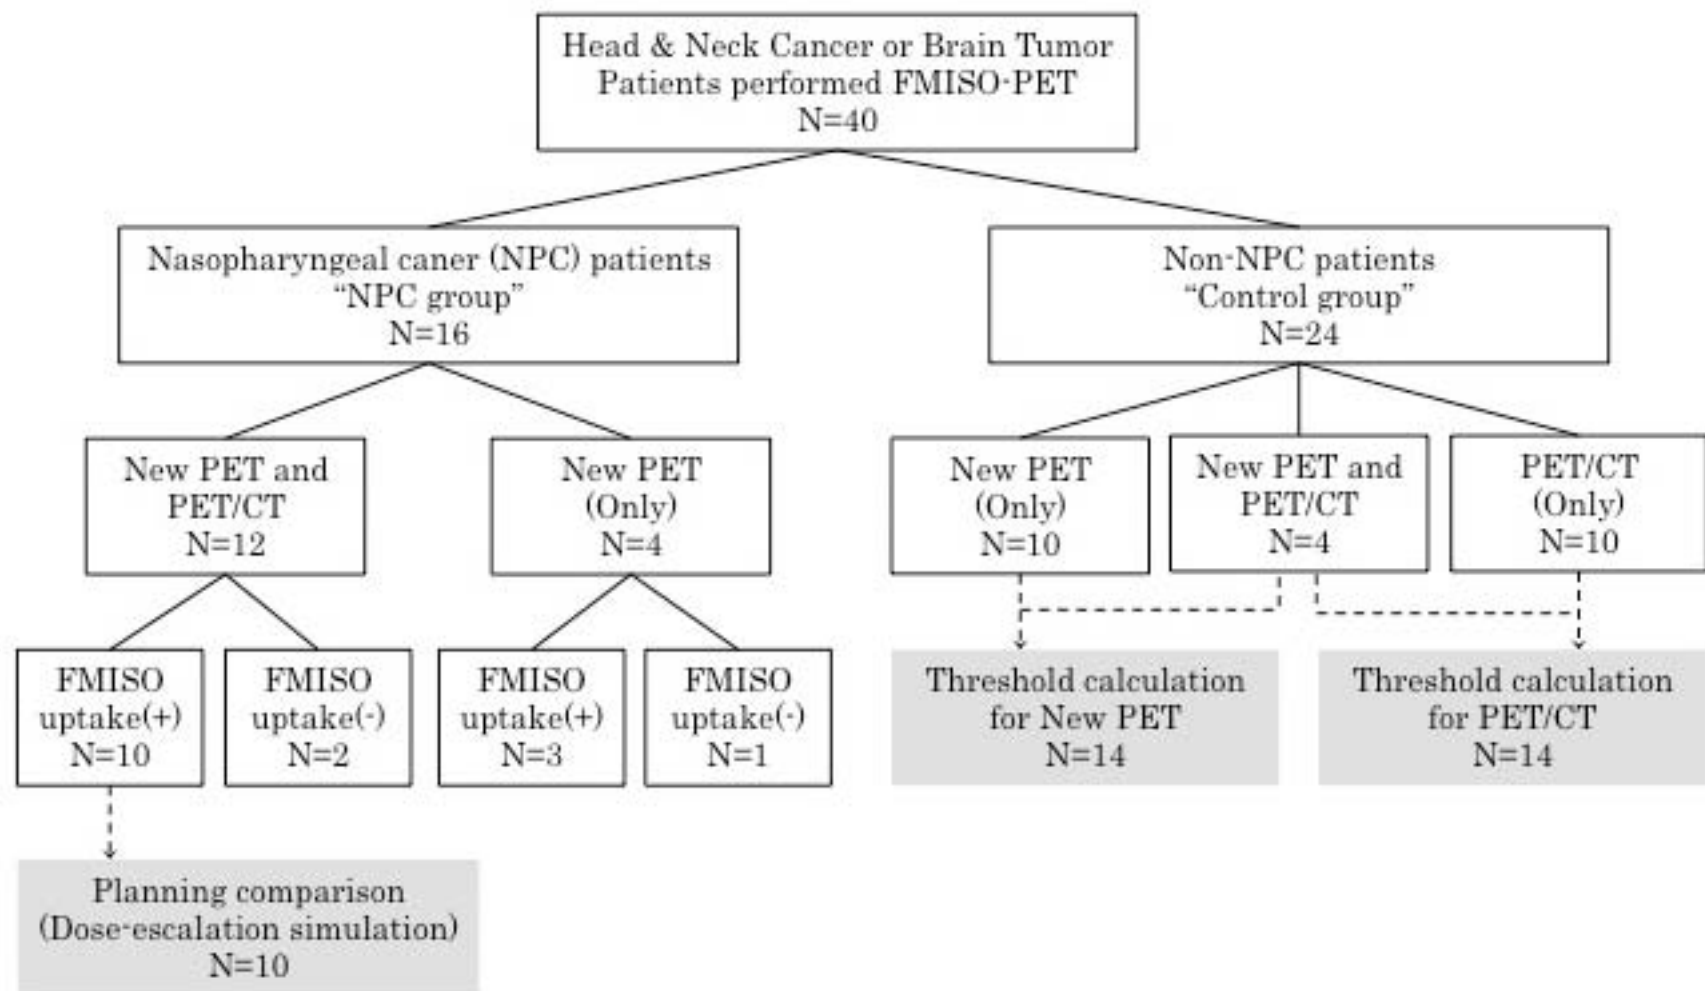 Head & Neck Cancer or Brain Tumor
Patients performed FMISO-PET
N=40
Nasopharyngeal caner (NPC) patients
“NPC group”
N=16
Non-NPC patients
“Control group”
N=24
New PET and
PET/CT
N=12
New PET
(Only)
N=4
New PET
(Only)
N=10
New PET and
PET/CT
N=4
PET/CT
(Only)
N=10
FMISO
uptake(+)
N=10
FMISO
uptake(-)
N=2
FMISO
uptake(+)
N=3
FMISO
uptake(-)
N=1
Threshold calculation
for New PET
N=14
Threshold calculation
for PET/CT
N=14
Planning comparison
(Dose-escalation simulation)
N=10